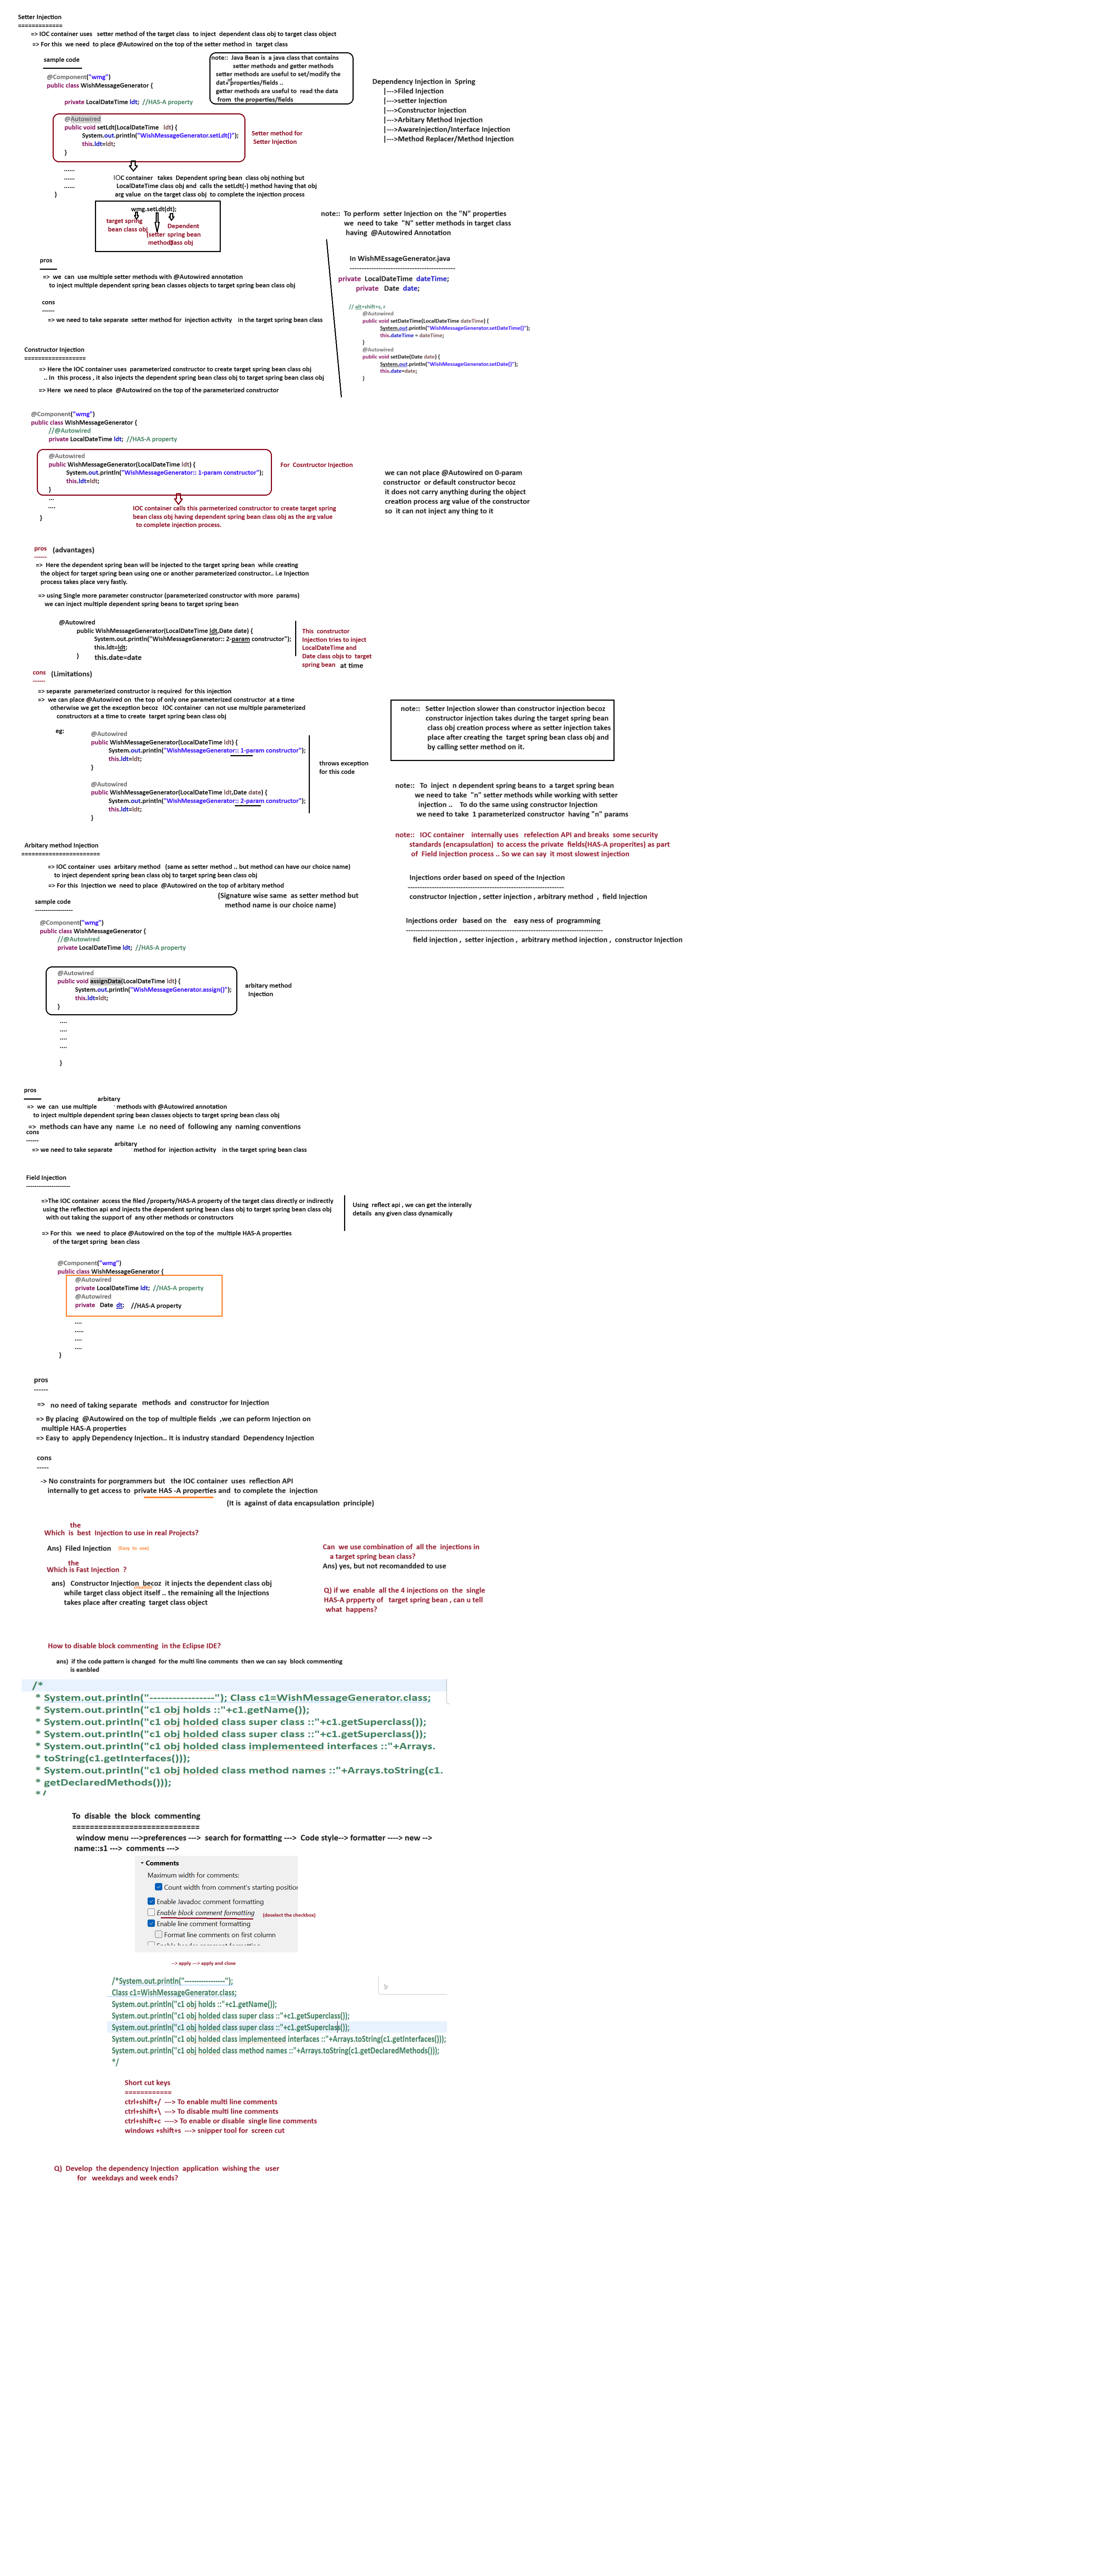 Setter Injection
=============
=> IOC container uses setter method of the target class to inject dependent class obj to target class object
=> For this we need to place @Autowired on the top of the setter method in target class
sample code
@Component("wmg")
public class WishMessageGenerator {
private LocalDateTime ldt; //HAS-A property
@Autowired
public void setLdt(LocalDateTime ldt) {
System.out.println("WishMessageGenerator.setLdt()");
this.ldt=ldt;
}
......
......
......
}
note:: Java Bean is a java class that contains
setter methods and getter methods
setter methods are useful to set/modify the
data of properties/fields ..
getter methods are useful to read the data
from the properties/fields
Setter method for
Setter Injection
IOC container takes Dependent spring bean class obj nothing but
LocalDateTime class obj and calls the setLdt(-) method having that obj
arg value on the target class obj to complete the injection process
wmg.setLdt(dt);
target spring
bean class obj
(setter
method)
Dependent
spring bean
class obj
Dependency Injection in Spring
|--->Filed Injection
|--->setter Injection
|--->Constructor Injection
|--->Arbitary Method Injection
|--->AwareInjection/Interface Injection
|--->Method Replacer/Method Injection
note:: To perform setter Injection on the "N" properties
we need to take "N" setter methods in target class
having @Autowired Annotation
pros
=> we can use multiple setter methods with @Autowired annotation
to inject multiple dependent spring bean classes objects to target spring bean class obj
cons
------
=> we need to take separate setter method for injection activity in the target spring bean class
In WishMEssageGenerator.java
--------------------------------------------
private LocalDateTime dateTime;
private Date date;
// alt+shift+s, r
@Autowired
public void setDateTime(LocalDateTime dateTime) {
System.out.println("WishMessageGenerator.setDateTime()");
this.dateTime = dateTime;
}
@Autowired
public void setDate(Date date) {
System.out.println("WishMessageGenerator.setDate()");
this.date=date;
}
Constructor Injection
==================
=> Here the IOC container uses parameterized constructor to create target spring bean class obj
.. In this process , it also injects the dependent spring bean class obj to target spring bean class obj
=> Here we need to place @Autowired on the top of the parameterized constructor
@Component("wmg")
public class WishMessageGenerator {
//@Autowired
private LocalDateTime ldt; //HAS-A property
@Autowired
public WishMessageGenerator(LocalDateTime ldt) {
System.out.println("WishMessageGenerator:: 1-param constructor");
this.ldt=ldt;
}
...
....
}
For Cosntructor Injection
IOC container calls this parmeterized constructor to create target spring
bean class obj having dependent spring bean class obj as the arg value
to complete injection process.
we can not place @Autowired on 0-param
constructor or default constructor becoz
it does not carry anything during the object
creation process arg value of the constructor
so it can not inject any thing to it
pros (advantages)
------
=> Here the dependent spring bean will be injected to the target spring bean while creating
the object for target spring bean using one or another parameterized constructor.. i.e Injection
process takes place very fastly.
=> using Single more parameter constructor (parameterized constructor with more params)
we can inject multiple dependent spring beans to target spring bean
@Autowired
public WishMessageGenerator(LocalDateTime ldt,Date date) {
System.out.println("WishMessageGenerator:: 2-param constructor");
this.ldt=ldt;
} this.date=date
This constructor
Injection tries to inject
LocalDateTime and
Date class objs to target
spring bean at time
cons (Limitations)
------
=> separate parameterized constructor is required for this injection
=> we can place @Autowired on the top of only one parameterized constructor at a time
otherwise we get the exception becoz IOC container can not use multiple parameterized
constructors at a time to create target spring bean class obj
eg:
@Autowired
public WishMessageGenerator(LocalDateTime ldt) {
System.out.println("WishMessageGenerator:: 1-param constructor");
this.ldt=ldt;
}
@Autowired
public WishMessageGenerator(LocalDateTime ldt,Date date) {
System.out.println("WishMessageGenerator:: 2-param constructor");
this.ldt=ldt;
}
throws exception
for this code
note:: Setter Injection slower than constructor injection becoz
constructor injection takes during the target spring bean
class obj creation process where as setter injection takes
place after creating the target spring bean class obj and
by calling setter method on it.
note:: To inject n dependent spring beans to a target spring bean
we need to take "n" setter methods while working with setter
injection .. To do the same using constructor Injection
we need to take 1 parameterized constructor having "n" params
note:: IOC container internally uses refelection API and breaks some security
standards (encapsulation) to access the private fields(HAS-A properites) as part
of Field Injection process .. So we can say it most slowest injection
Injections order based on speed of the Injection
-----------------------------------------------------------------
constructor Injection , setter injection , arbitrary method , field Injection
Injections order based on the easy ness of programming
----------------------------------------------------------------------------------
field injection , setter injection , arbitrary method injection , constructor Injection
Arbitary method Injection
=======================
=> IOC container uses arbitary method (same as setter method .. but method can have our choice name)
to inject dependent class obj to target spring bean class obj
=> For this Injection we need to place @Autowired on the top of arbitary method
(Signature wise same as setter method but
method name is our choice name)
sample code
------------------
@Component("wmg")
public class WishMessageGenerator {
//@Autowired
private LocalDateTime ldt; //HAS-A property
@Autowired
public void assignData(LocalDateTime ldt) {
System.out.println("WishMessageGenerator.assign()");
this.ldt=ldt;
}
....
....
....
....
}
arbitary method
Injection
pros
arbitary
=> we can use multiple methods with @Autowired annotation
to inject multiple dependent spring bean classes objects to target spring bean class obj
=> methods can have any name i.e no need of following any naming conventions
cons
------
arbitary
=> we need to take separate method for injection activity in the target spring bean class
Field Injection
---------------------
=>The IOC container access the filed /property/HAS-A property of the target class directly or indirectly
using the reflection api and injects the dependent spring bean class obj to target spring bean class obj
with out taking the support of any other methods or constructors
Using reflect api , we can get the interally
details any given class dynamically
=> For this we need to place @Autowired on the top of the multiple HAS-A properties
of the target spring bean class
@Component("wmg")
public class WishMessageGenerator {
@Autowired
private LocalDateTime ldt; //HAS-A property
@Autowired
private Date dt; //HAS-A property
....
.....
....
....
}
pros
------
=> no need of taking separate methods and constructor for Injection
=> By placing @Autowired on the top of multiple fields ,we can peform Injection on
multiple HAS-A properties
=> Easy to apply Dependency Injection.. It is industry standard Dependency Injection
cons
-----
-> No constraints for porgrammers but the IOC container uses reflection API
internally to get access to private HAS -A properties and to complete the injection
(It is against of data encapsulation principle)
the
Which is best Injection to use in real Projects?
Ans) Filed Injection (Easy to use)
the
Which is Fast Injection ?
ans) Constructor Injection becoz it injects the dependent class obj
while target class object itself .. the remaining all the Injections
takes place after creating target class object
Can we use combination of all the injections in
a target spring bean class?
Ans) yes, but not recomandded to use
Q) if we enable all the 4 injections on the single
HAS-A prpperty of target spring bean , can u tell
what happens?
How to disable block commenting in the Eclipse IDE?
ans) if the code pattern is changed for the multi line comments then we can say block commenting
is eanbled
/*
* System.out.println("-----------------"); Class c1=WishMessageGenerator.class;
* System.out.println("c1 obj holds ::"+c1.getName());
* System.out.println("c1 obj holded class super class ::"+c1.getSuperclass());
* System.out.println("c1 obj holded class super class ::"+c1.getSuperclass());
* System.out.println("c1 obj holded class implementeed interfaces ::"+Arrays.
* toString(c1.getInterfaces()));
* System.out.println("c1 obj holded class method names ::"+Arrays.toString(c1.
* getDeclaredMethods()));
*/
To disable the block commenting
=============================
window menu --->preferences ---> search for formatting ---> Code style--> formatter ----> new -->
name::s1 ---> comments --->
Comments
Maximum width for comments:
Count width from comment's starting position
Enable Javadoc comment formatting
Enable block comment formatting (deselect the checkbox)
Enable line comment formatting
Format line comments on first column
Enable header comment formatting
--> apply ---> apply and close
/*System.out.println("-----------------");
Class c1=WishMessageGenerator.class;
System.out.println("c1 obj holds ::"+c1.getName());
System.out.println("c1 obj holded class super class ::"+c1.getSuperclass());
System.out.println("c1 obj holded class super class ::"+c1.getSuperclass());
System.out.println("c1 obj holded class implementeed interfaces ::"+Arrays.toString(c1.getInterfaces()));
System.out.println("c1 obj holded class method names ::"+Arrays.toString(c1.getDeclaredMethods()));
*/
Short cut keys
============
ctrl+shift+/ ---> To enable multi line comments
ctrl+shift+\ ---> To disable multi line comments
ctrl+shift+c ----> To enable or disable single line comments
windows +shift+s ---> snipper tool for screen cut
Q) Develop the dependency Injection application wishing the user
for weekdays and week ends?